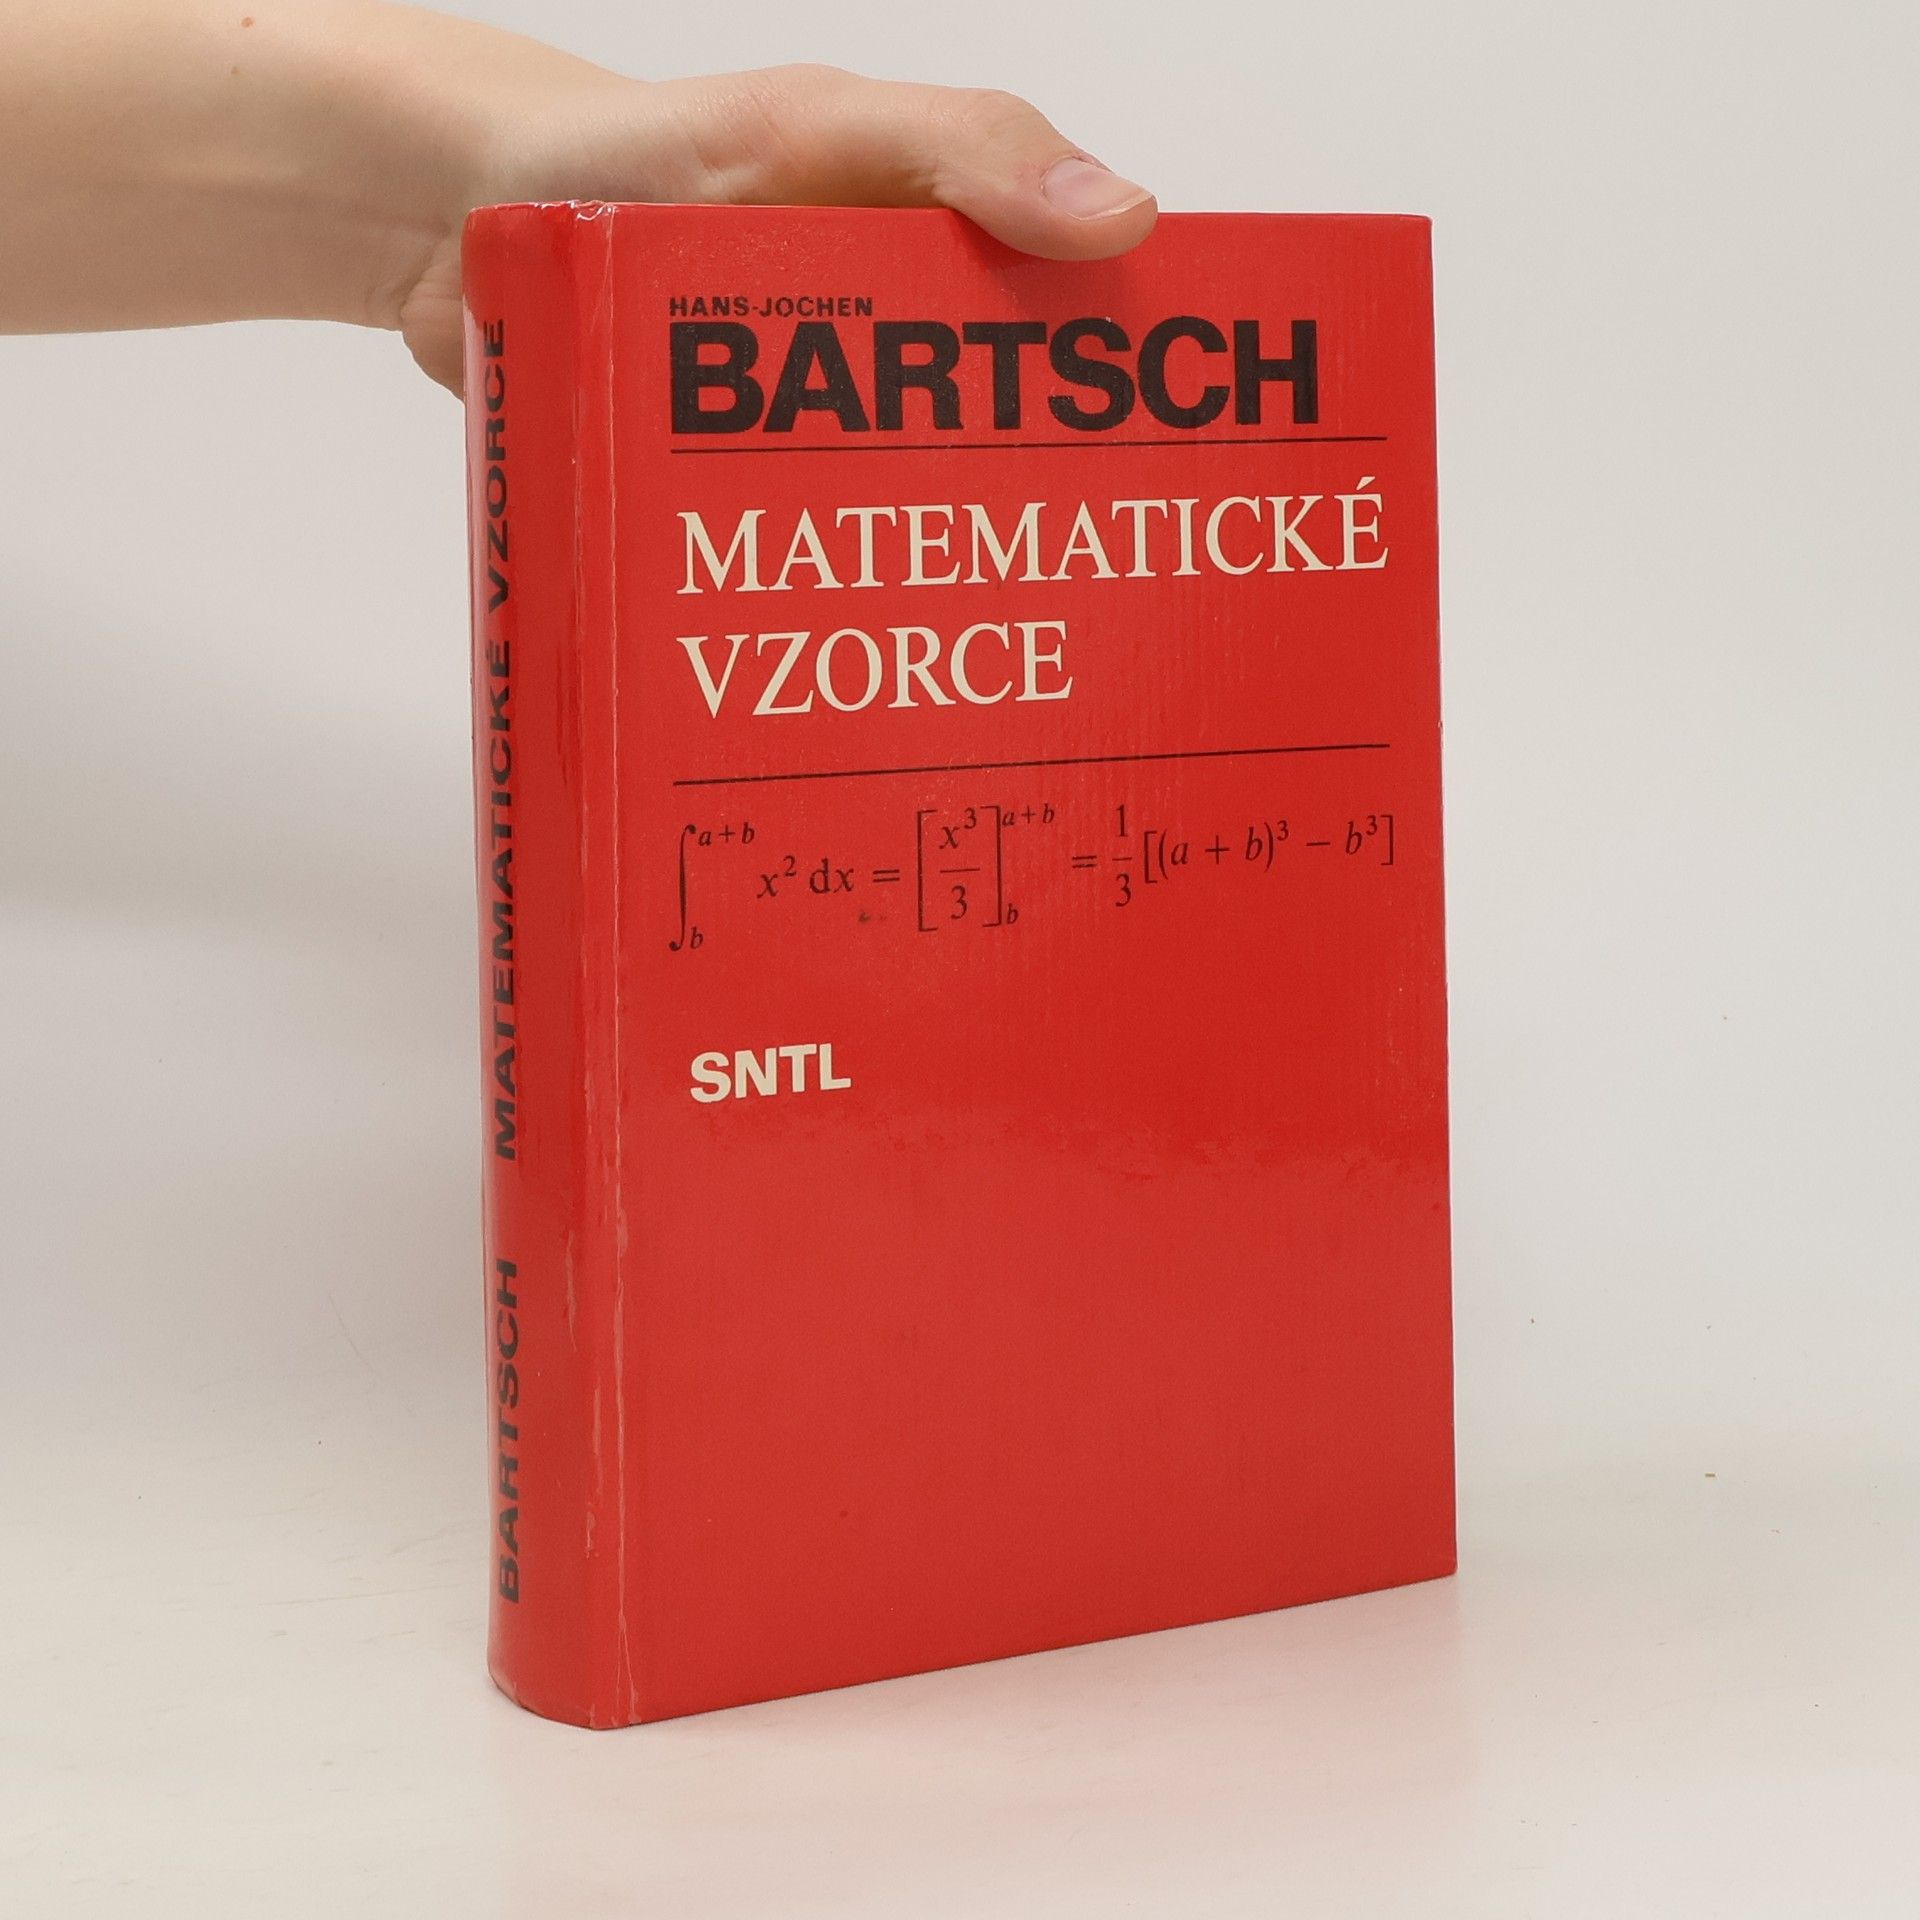 HANS-JOCHEN
BARTSCH
MATEMATICKÉ
VZORCE
∫_b^{a+b} x² dx = [x³/3]_b^{a+b} = 1/3 [(a + b)³ − b³]
SNTL
BARTSCH MATEMATICKÉ VZORCE